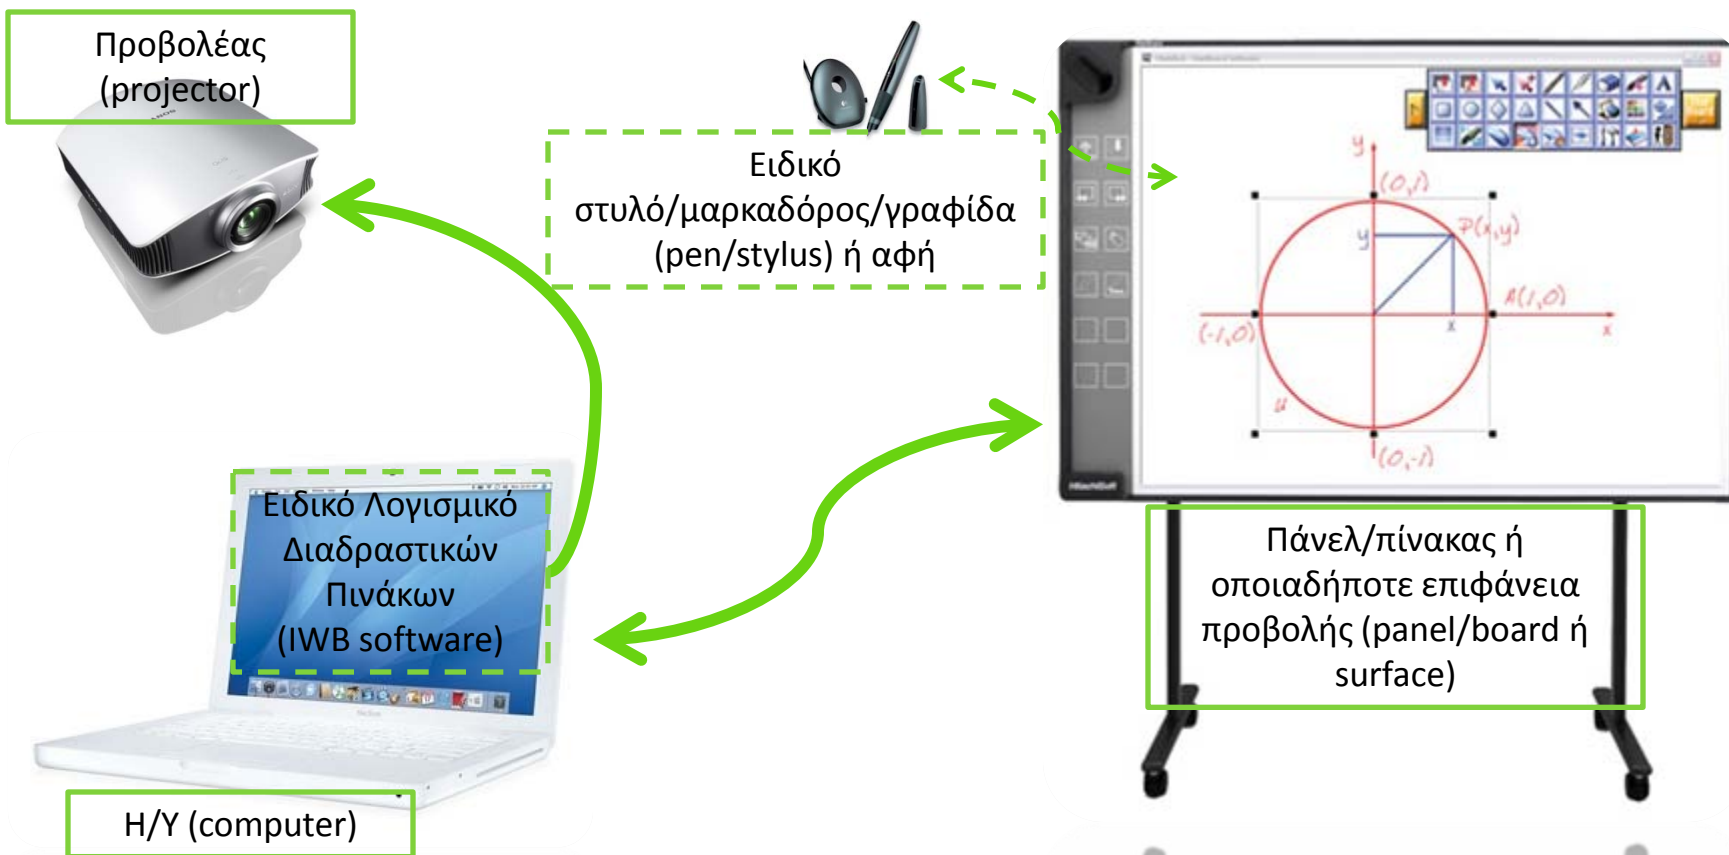 Προβολέας
(projector)
Ειδικό
στυλό/μαρκαδόρος/γραφίδα
(pen/stylus) ή αφή
y
(0,1)
y
P(x,y)
A(1,0)
(-1,0)
x
x
u
(0,-1)
Ειδικό Λογισμικό
Διαδραστικών
Πινάκων
(IWB software)
Πάνελ/πίνακας ή
οποιαδήποτε επιφάνεια
προβολής (panel/board ή
surface)
Η/Υ (computer)